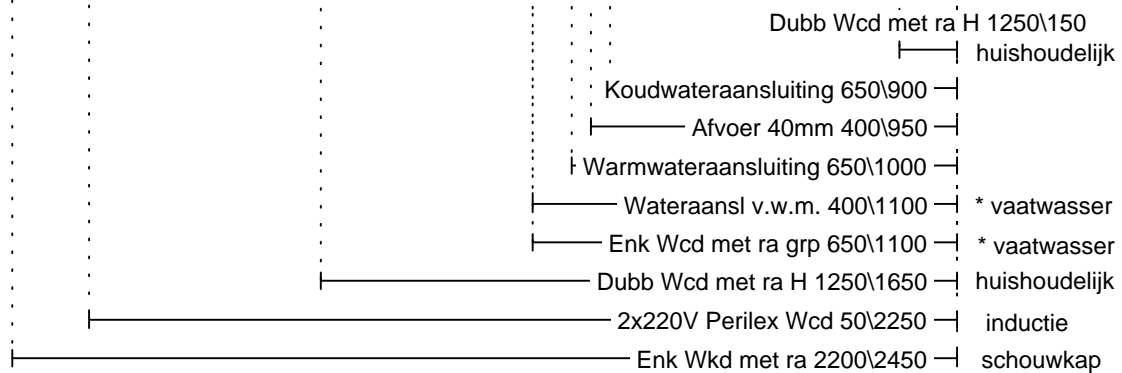 Dubb Wcd met ra H 1250\150
huishoudelijk
Koudwateraansluiting 650\900
Afvoer 40mm 400\950
Warmwateraansluiting 650\1000
Wateraansl v.w.m. 400\1100 * vaatwasser
Enk Wcd met ra grp 650\1100 * vaatwasser
Dubb Wcd met ra H 1250\1650 huishoudelijk
2x220V Perilex Wcd 50\2250 inductie
Enk Wkd met ra 2200\2450 schouwkap